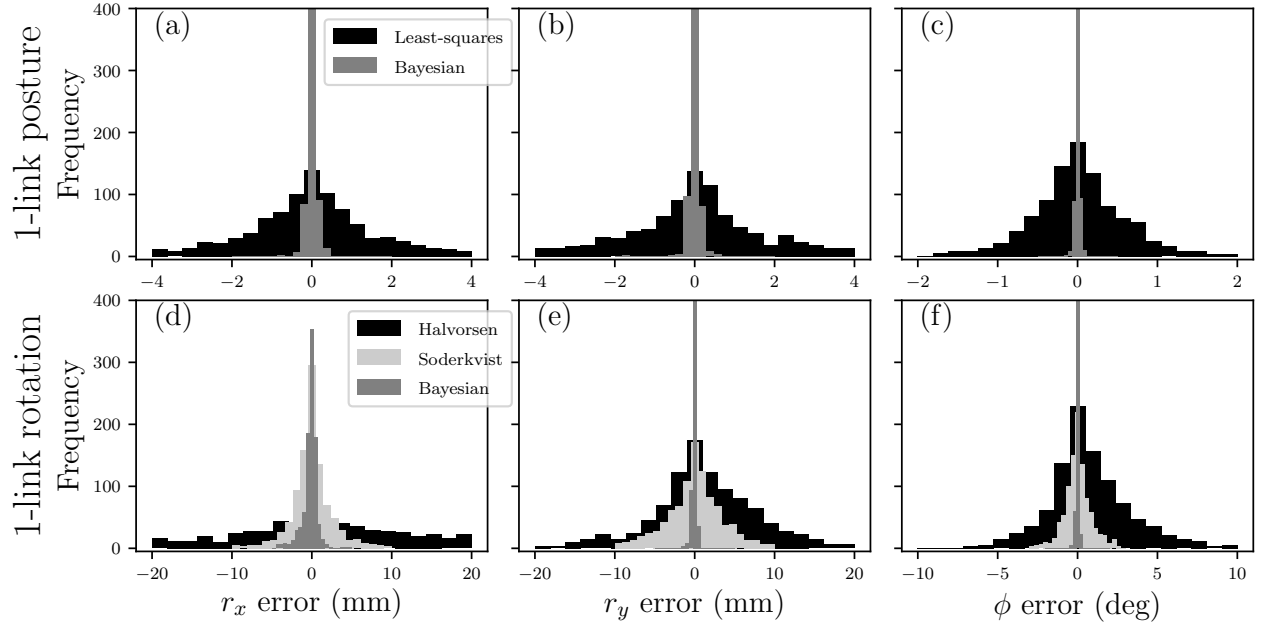 1-link posture
Frequency
(a)
(b)
(c)
Least-squares
Bayesian
400
300
200
100
0
−4
−2
0
2
4
−4
−2
0
2
4
−2
−1
0
1
2
1-link rotation
Frequency
(d)
(e)
(f)
Halvorsen
Soderkvist
Bayesian
400
300
200
100
0
−20
−10
0
10
20
−20
−10
0
10
20
−10
−5
0
5
10
r_x error (mm)
r_y error (mm)
ϕ error (deg)